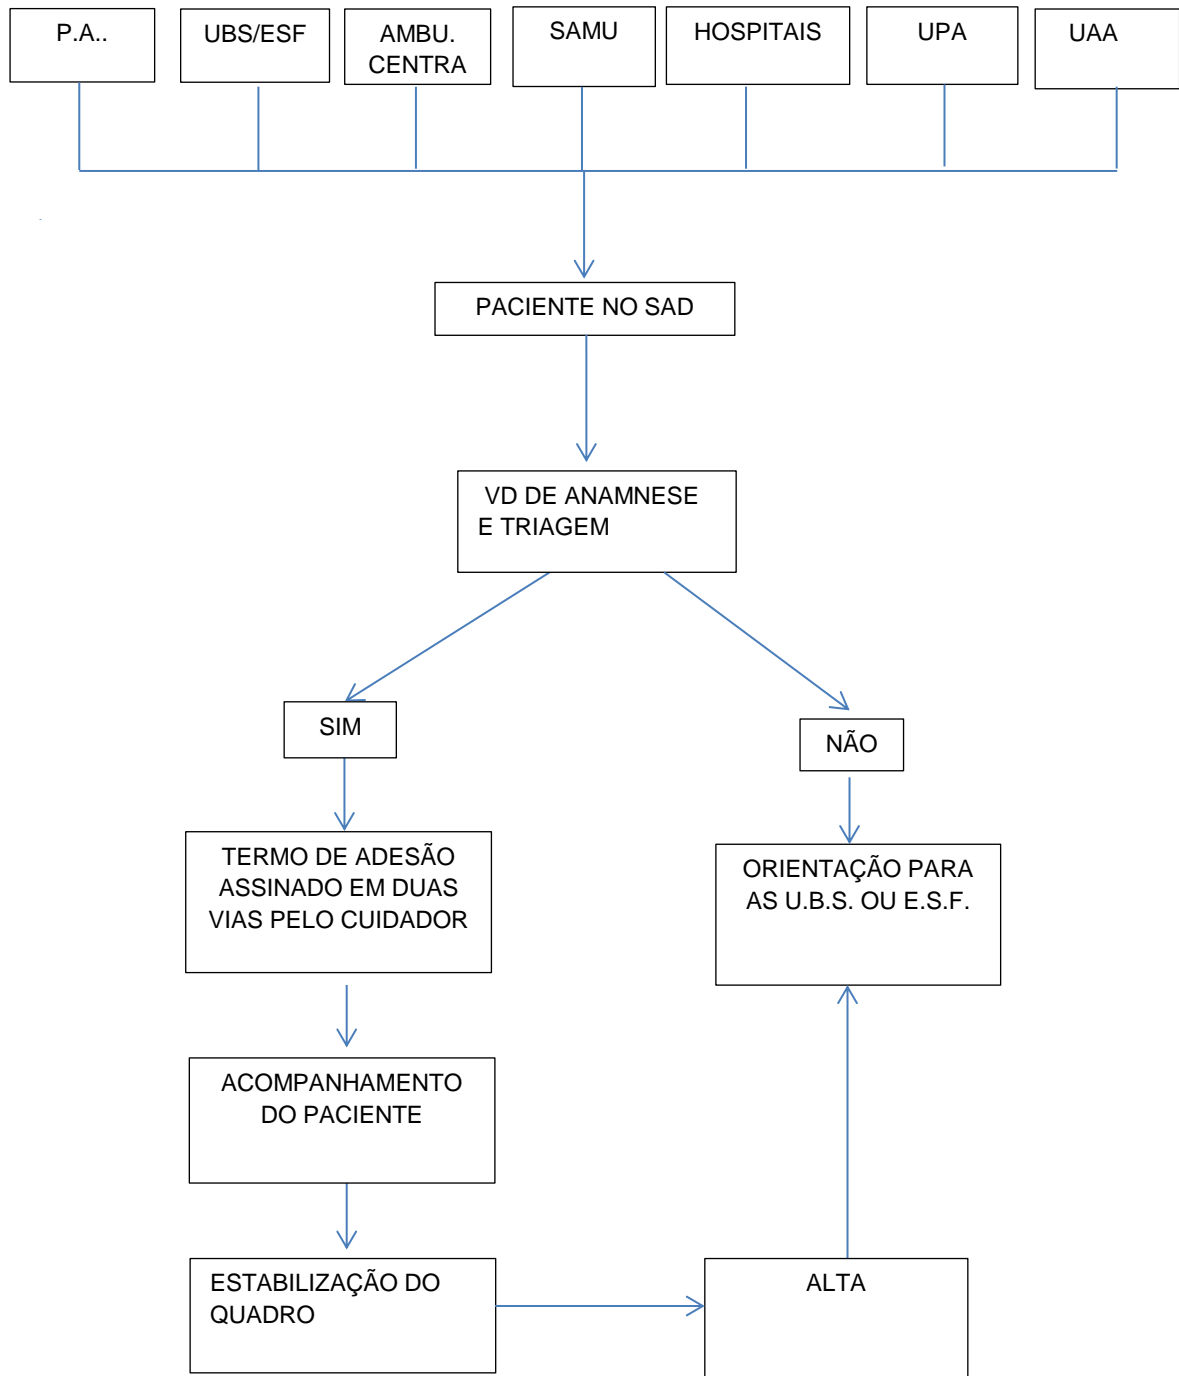 P.A..
UBS/ESF
AMBU.
CENTRA
SAMU
HOSPITAIS
UPA
UAA
PACIENTE NO SAD
VD DE ANAMNESE
E TRIAGEM
SIM
NÃO
TERMO DE ADESÃO
ASSINADO EM DUAS
VIAS PELO CUIDADOR
ORIENTAÇÃO PARA
AS U.B.S. OU E.S.F.
ACOMPANHAMENTO
DO PACIENTE
ESTABILIZAÇÃO DO
QUADRO
ALTA